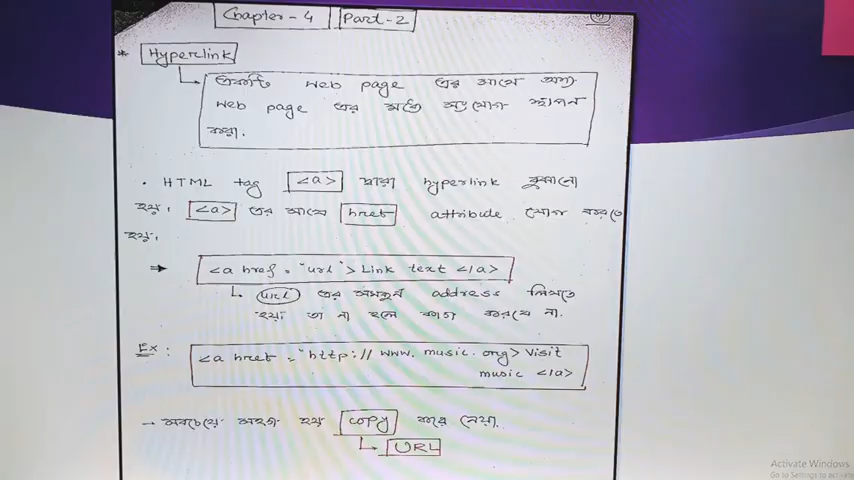 Chapter-4 Part-2
* Hyperlink
একটি web page এর সাথে অন্য
web page এর মধ্যে সংযোগ স্থাপন
করা.
• HTML tag <a> দ্বারা hyperlink বুঝানো
হয়। <a> এর সাথে href attribute যোগ করতে
হয়।
⇒ <a href = "url"> Link text </a>
url এর সম্পূর্ণ address লিখতে
হয়। তা না হলে কাজ করবে না.
Ex:
<a href = "http:// www. music. org> Visit
music </a>
→ সবচেয়ে সহজ হয় copy করে নেয়া.
URL
Activate Windows
Go to Settings to activate